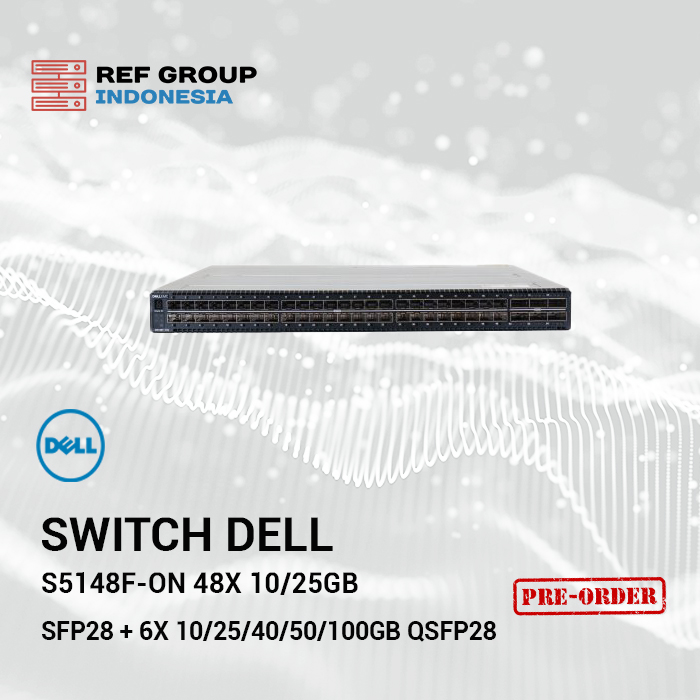 REF GROUP
INDONESIA
DELL
SWITCH DELL
S5148F-ON 48X 10/25GB
SFP28 + 6X 10/25/40/50/100GB QSFP28
PRE-ORDER